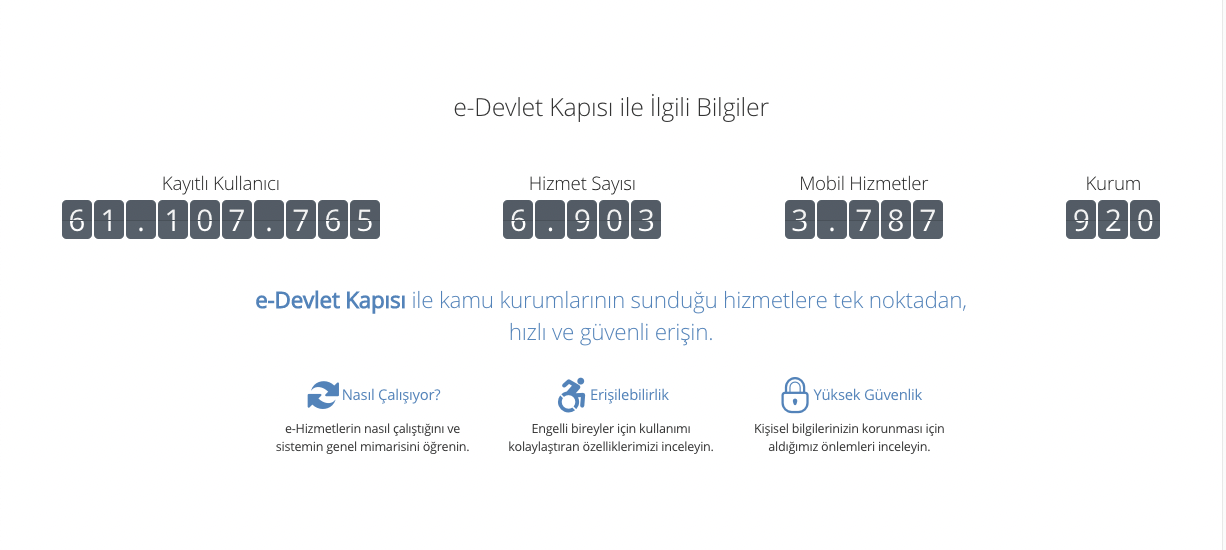 e-Devlet Kapısı ile İlgili Bilgiler
Kayıtlı Kullanıcı
61.107.765
Hizmet Sayısı
6.903
Mobil Hizmetler
3.787
Kurum
920
e-Devlet Kapısı ile kamu kurumlarının sunduğu hizmetlere tek noktadan,
hızlı ve güvenli erişin.
Nasıl Çalışıyor?
e-Hizmetlerin nasıl çalıştığını ve
sistemin genel mimarisini öğrenin.
Erişilebilirlik
Engelli bireyler için kullanımı
kolaylaştıran özelliklerimizi inceleyin.
Yüksek Güvenlik
Kişisel bilgilerinizin korunması için
aldığımız önlemleri inceleyin.